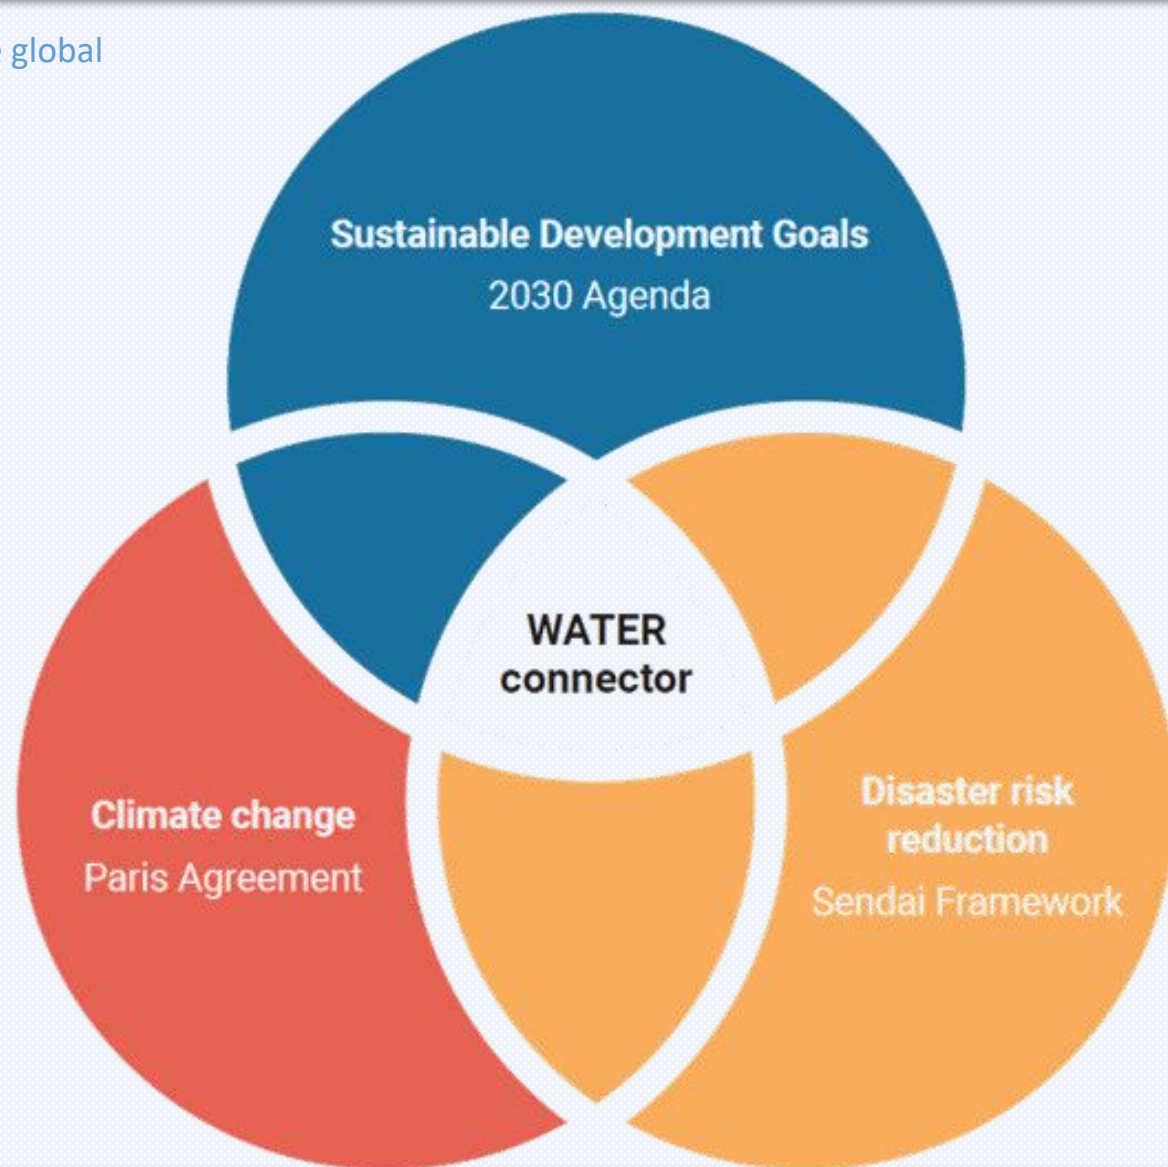 global
Sustainable Development Goals
2030 Agenda
WATER
connector
Climate change
Paris Agreement
Disaster risk
reduction
Sendai Framework